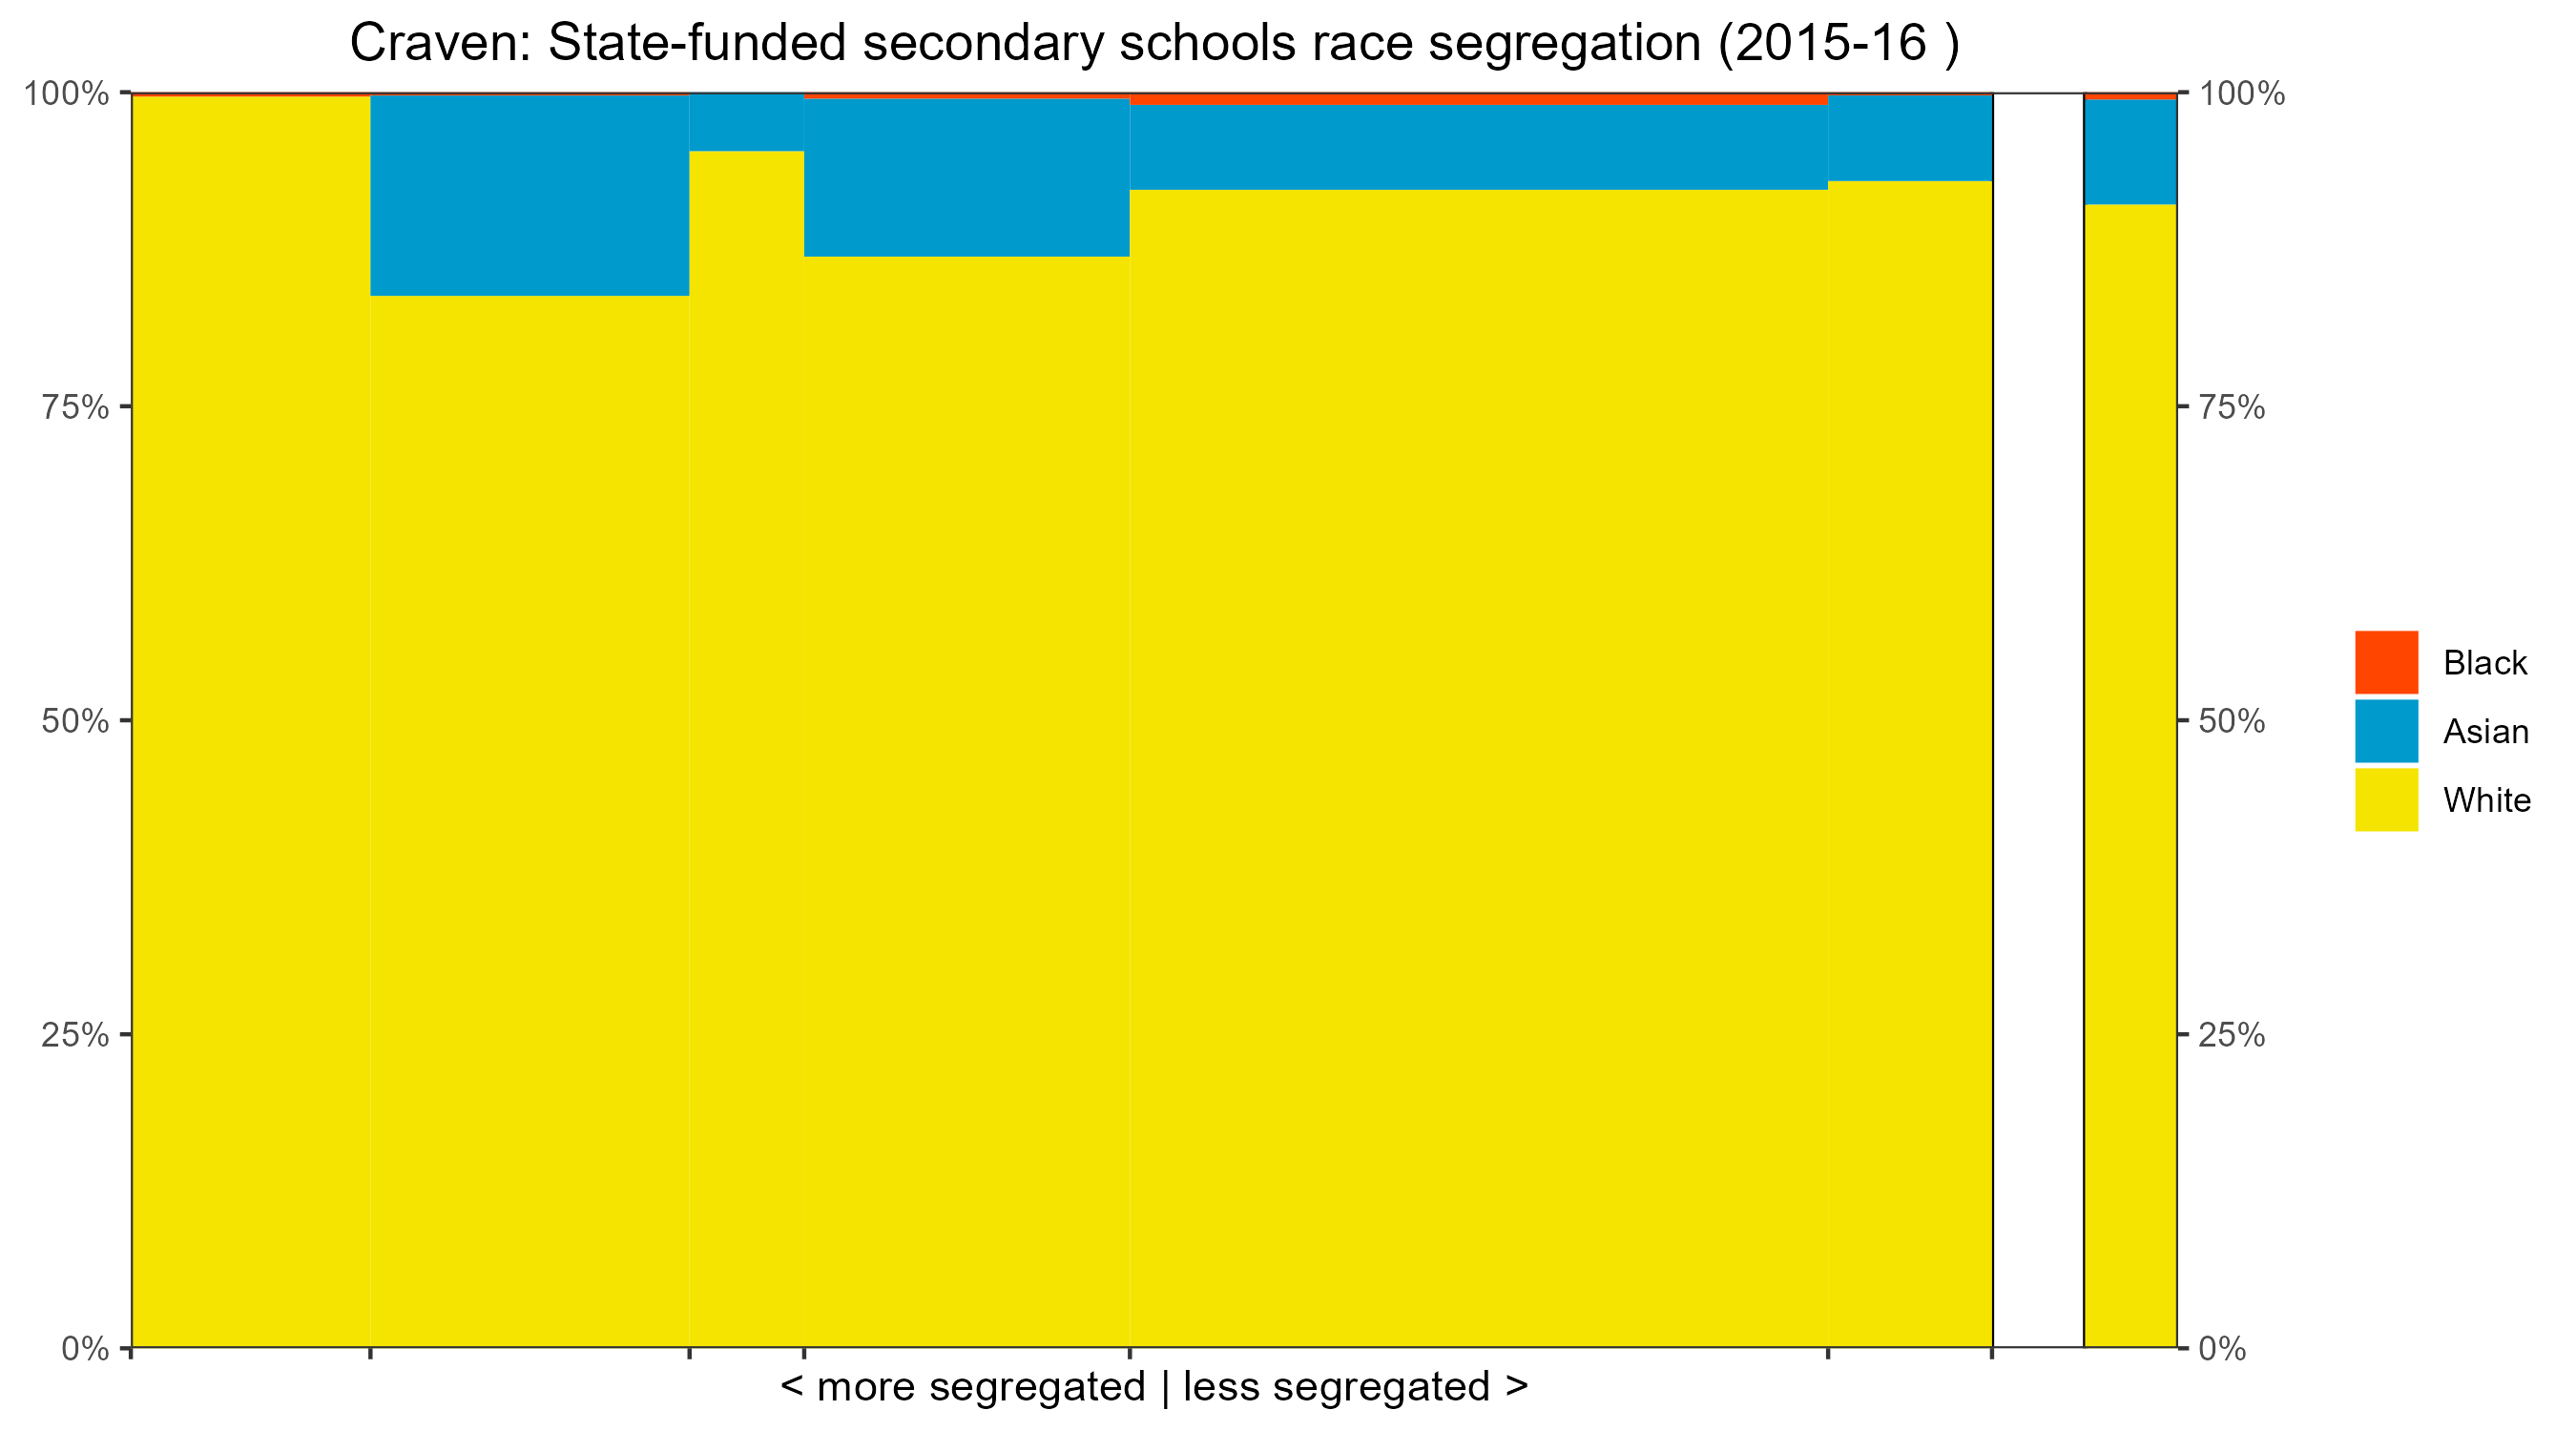 Craven: State-funded secondary schools race segregation (2015-16 )
100%
75%
50%
25%
0%
100%
75%
50%
25%
0%
< more segregated | less segregated >
Black
Asian
White